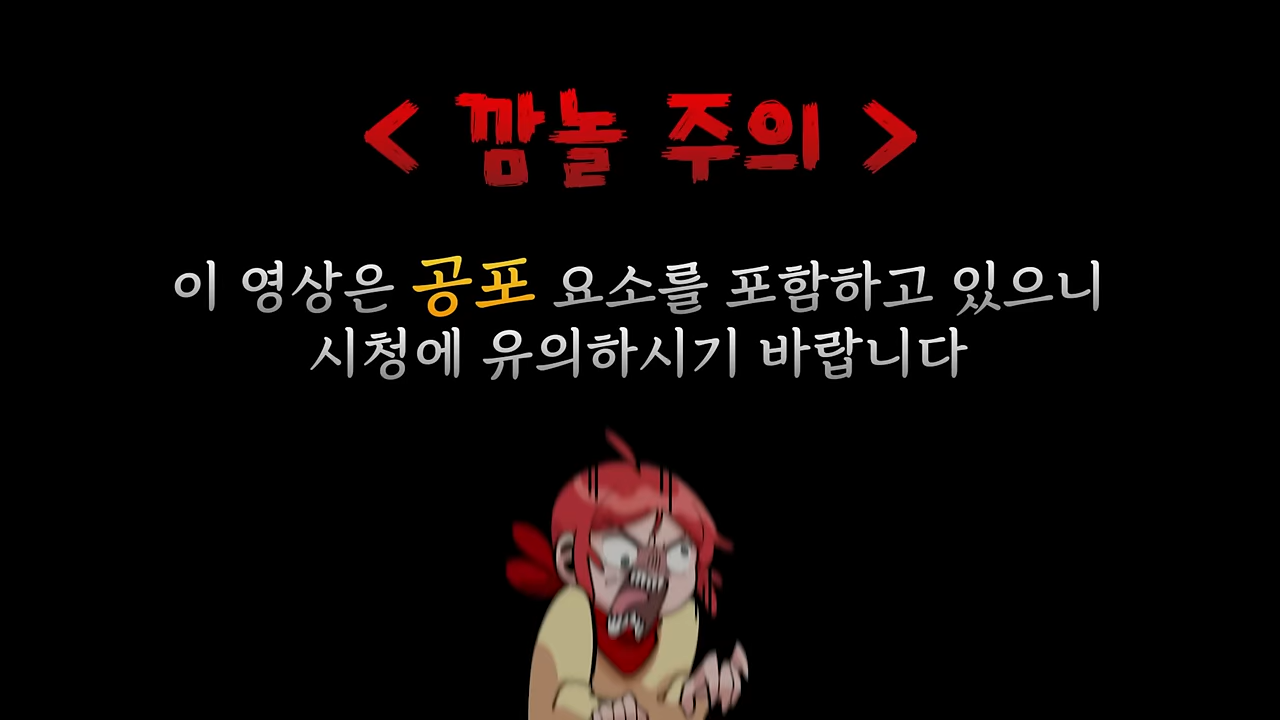 < 깜놀 주의 >
이 영상은 공포 요소를 포함하고 있으니
시청에 유의하시기 바랍니다